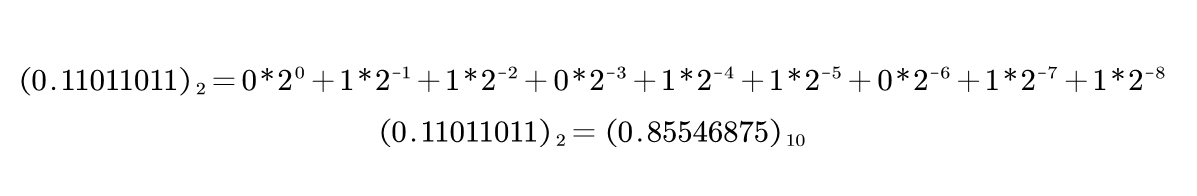 (0.11011011)₂ = 0*2⁰ + 1*2⁻¹ + 1*2⁻² + 0*2⁻³ + 1*2⁻⁴ + 1*2⁻⁵ + 0*2⁻⁶ + 1*2⁻⁷ + 1*2⁻⁸
(0.11011011)₂ = (0.85546875)₁₀